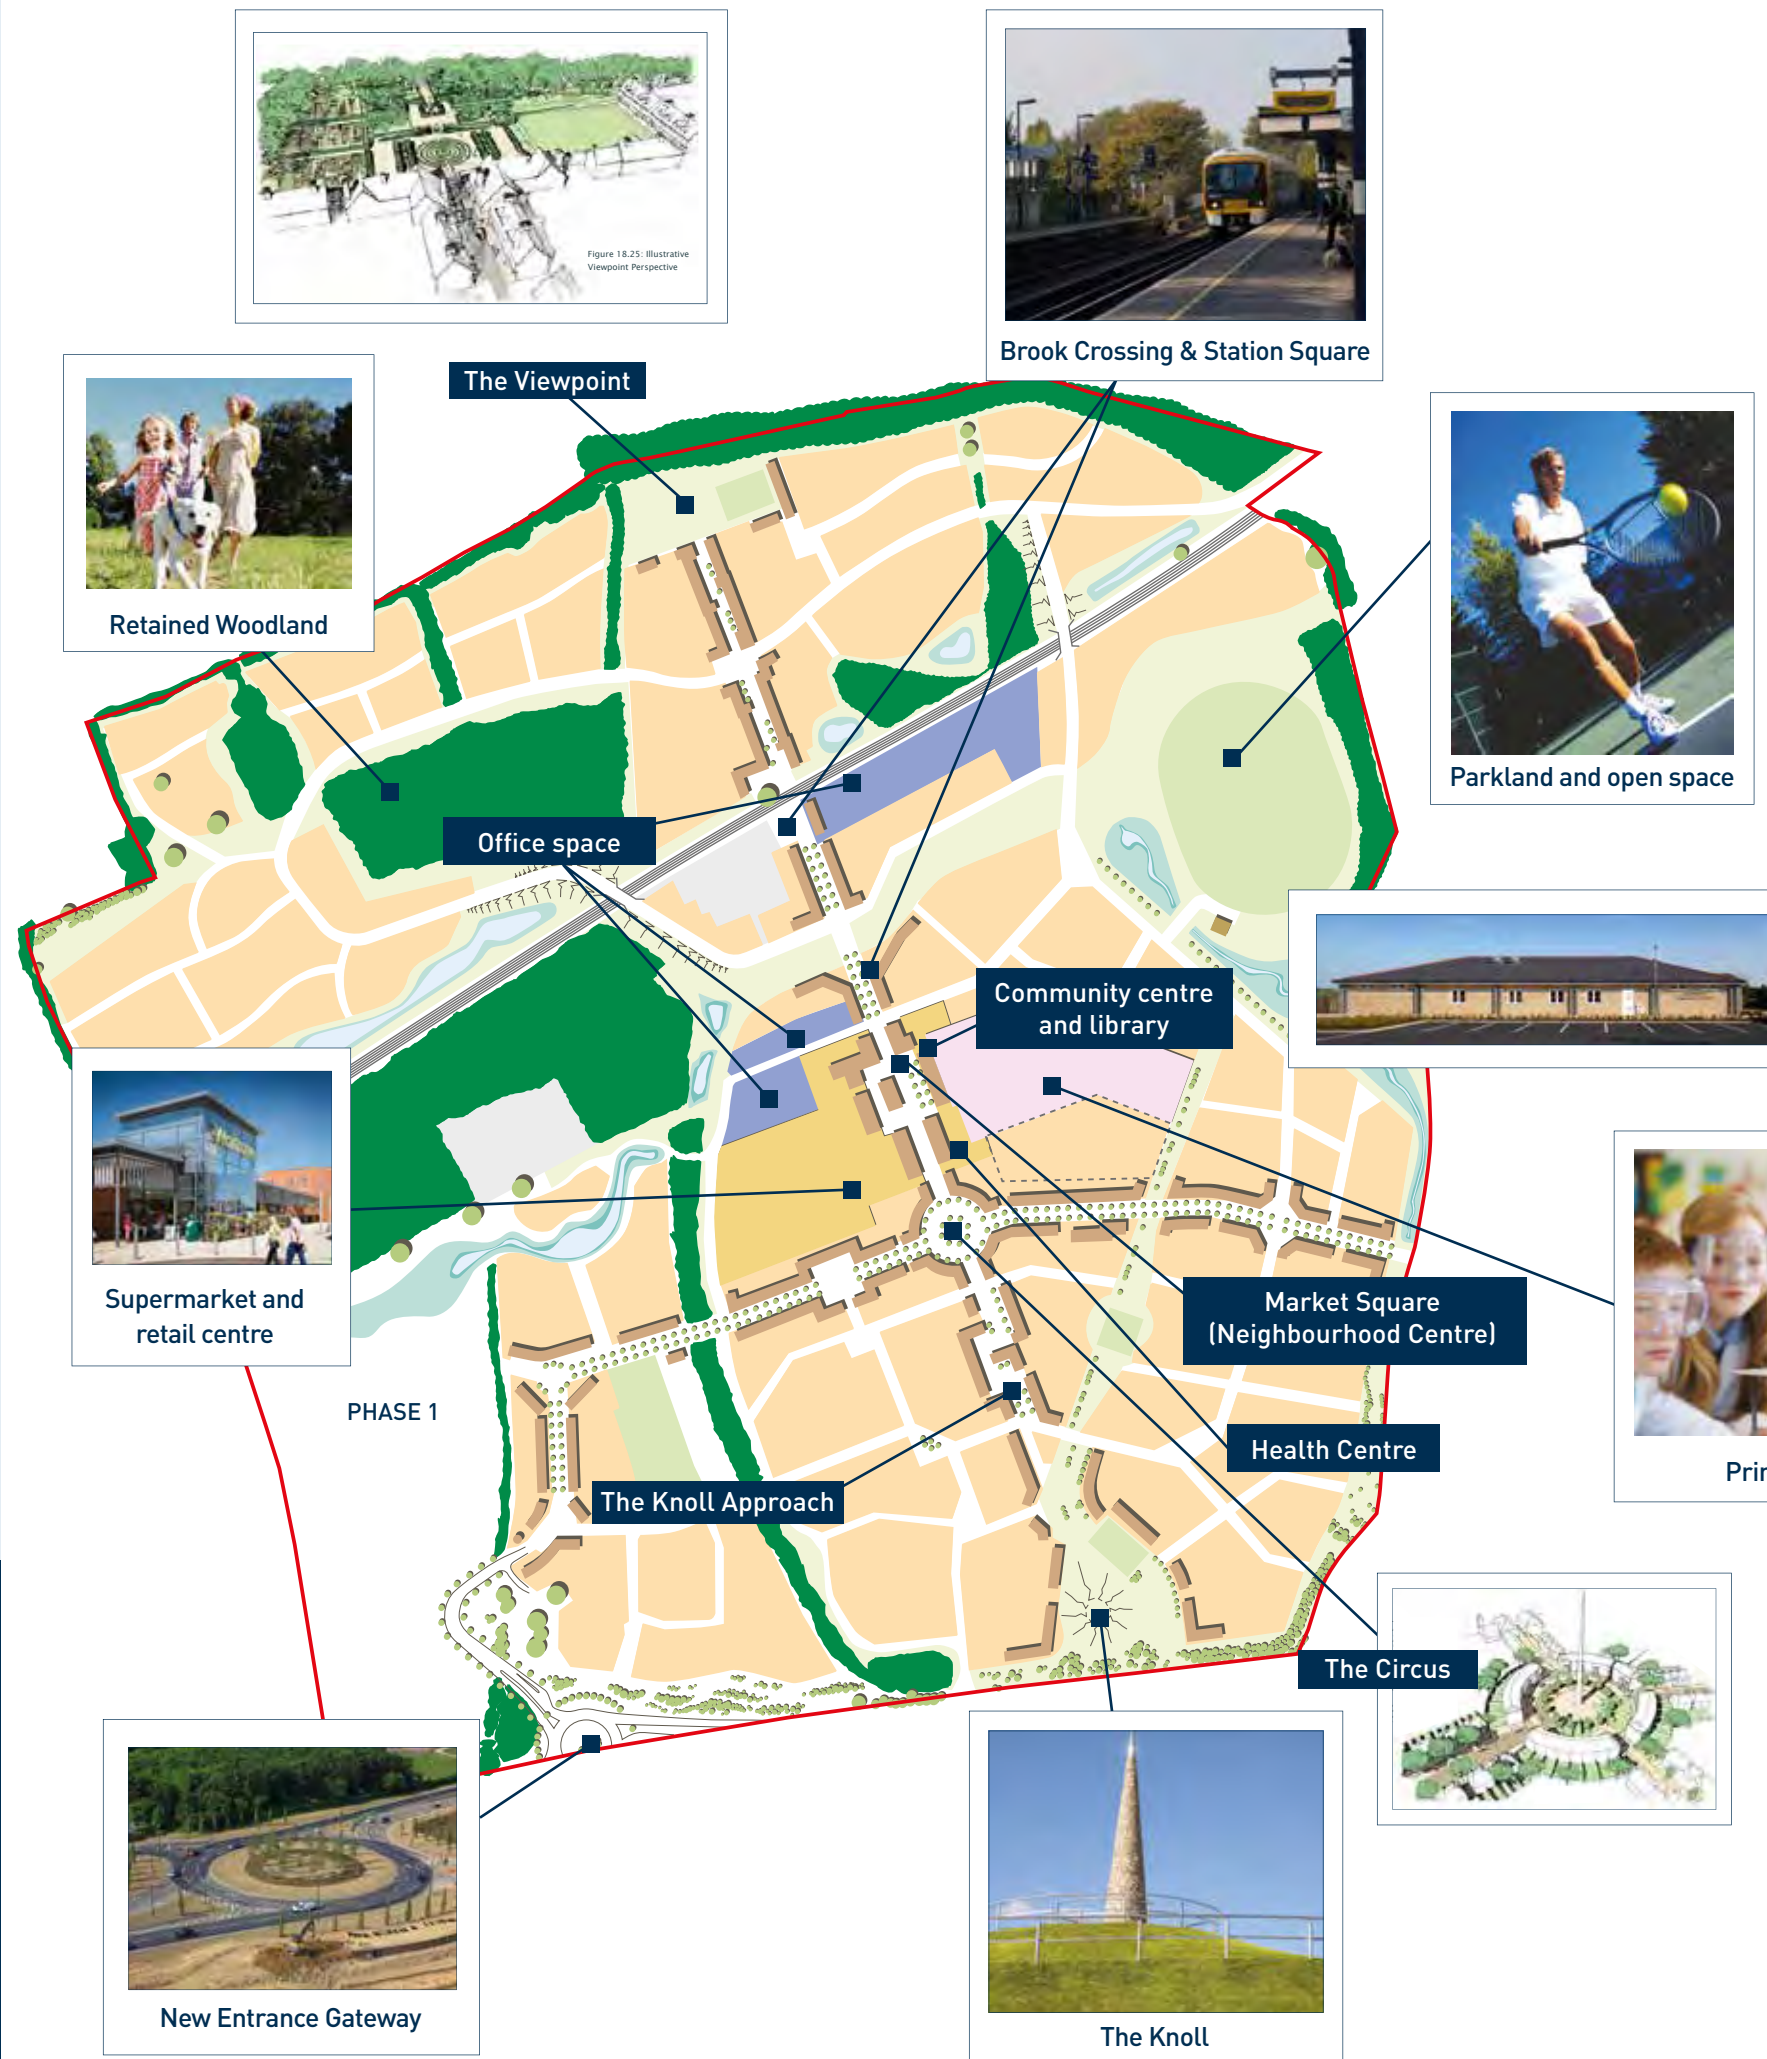 Figure 18.25: Illustrative
Viewpoint Perspective
Brook Crossing & Station Square
The Viewpoint
Retained Woodland
Parkland and open space
Office space
Community centre
and library
Supermarket and
retail centre
Market Square
(Neighbourhood Centre)
PHASE 1
Health Centre
The Knoll Approach
Prin
The Circus
New Entrance Gateway
The Knoll